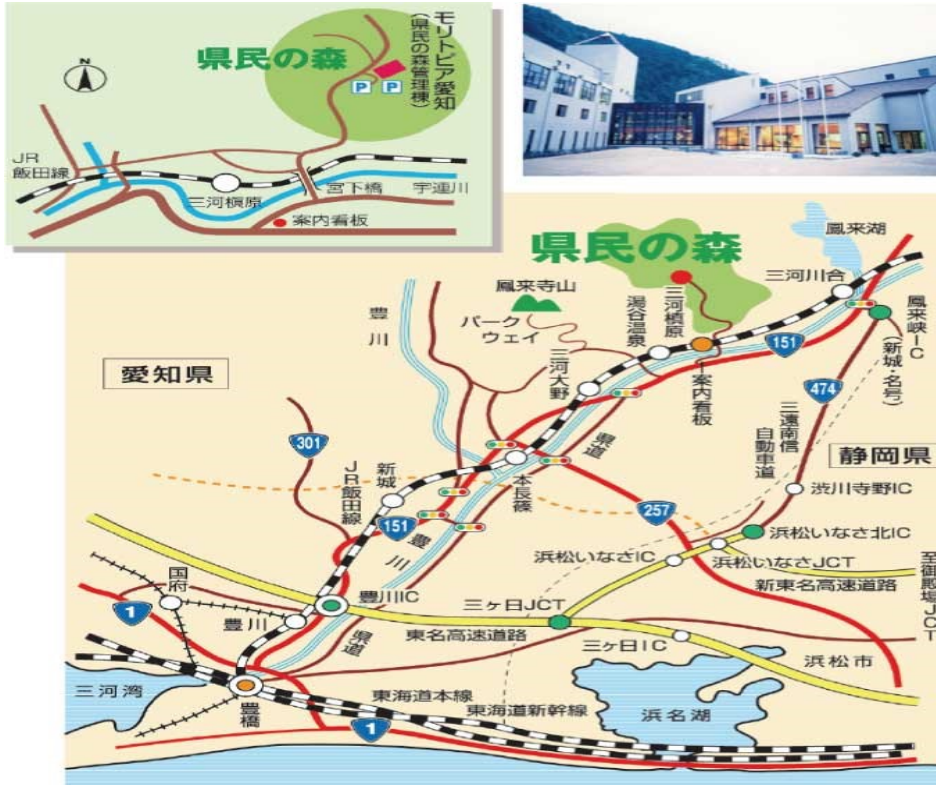 N
県民の森
モリトピア愛知
(県民の森管理棟)
P P
JR
飯田線
三河槇原
宮下橋
宇連川
案内看板
県民の森
鳳来湖
三河川合
鳳来寺山
パーク
ウェイ
豊川
湯谷温泉
三河槇原
案内看板
三河大野
151
鳳来峡IC
(新城・名号)
愛知県
474
三遠南信
自動車道
静岡県
301
新城
JR飯田線
本長篠
県道
渋川寺野IC
151
豊川
257
浜松いなさ北IC
浜松いなさIC
浜松いなさJCT
新東名高速道路
至御殿場JCT
国府
1
豊川IC
三ヶ日JCT
豊川
東名高速道路
県道
三ヶ日IC
浜松市
三河湾
豊橋
東海道本線
東海道新幹線
浜名湖
1